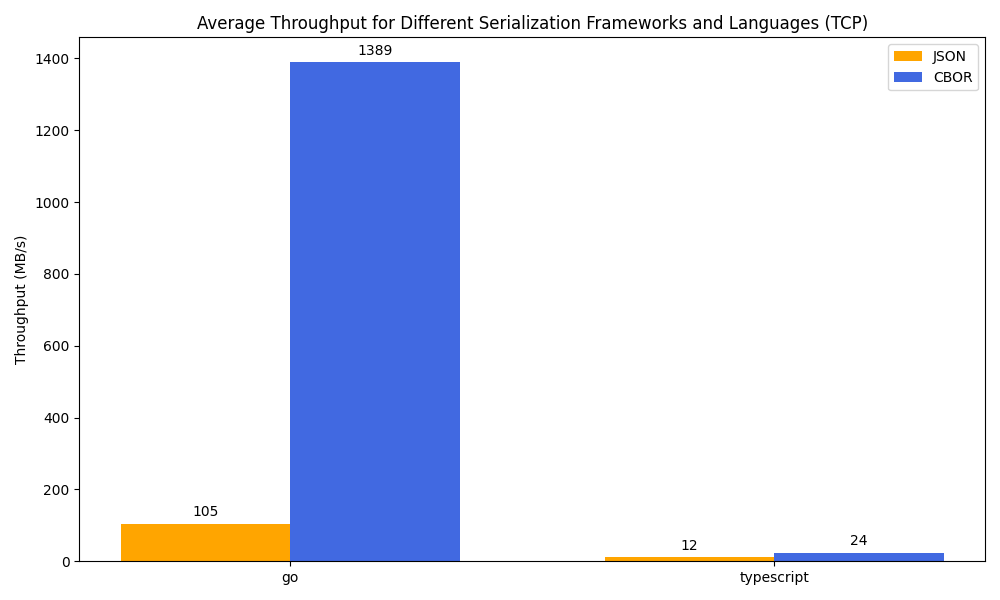 Average Throughput for Different Serialization Frameworks and Languages (TCP)
JSON
CBOR
Throughput (MB/s)
1400
1200
1000
800
600
400
200
0
105
1389
12
24
go
typescript